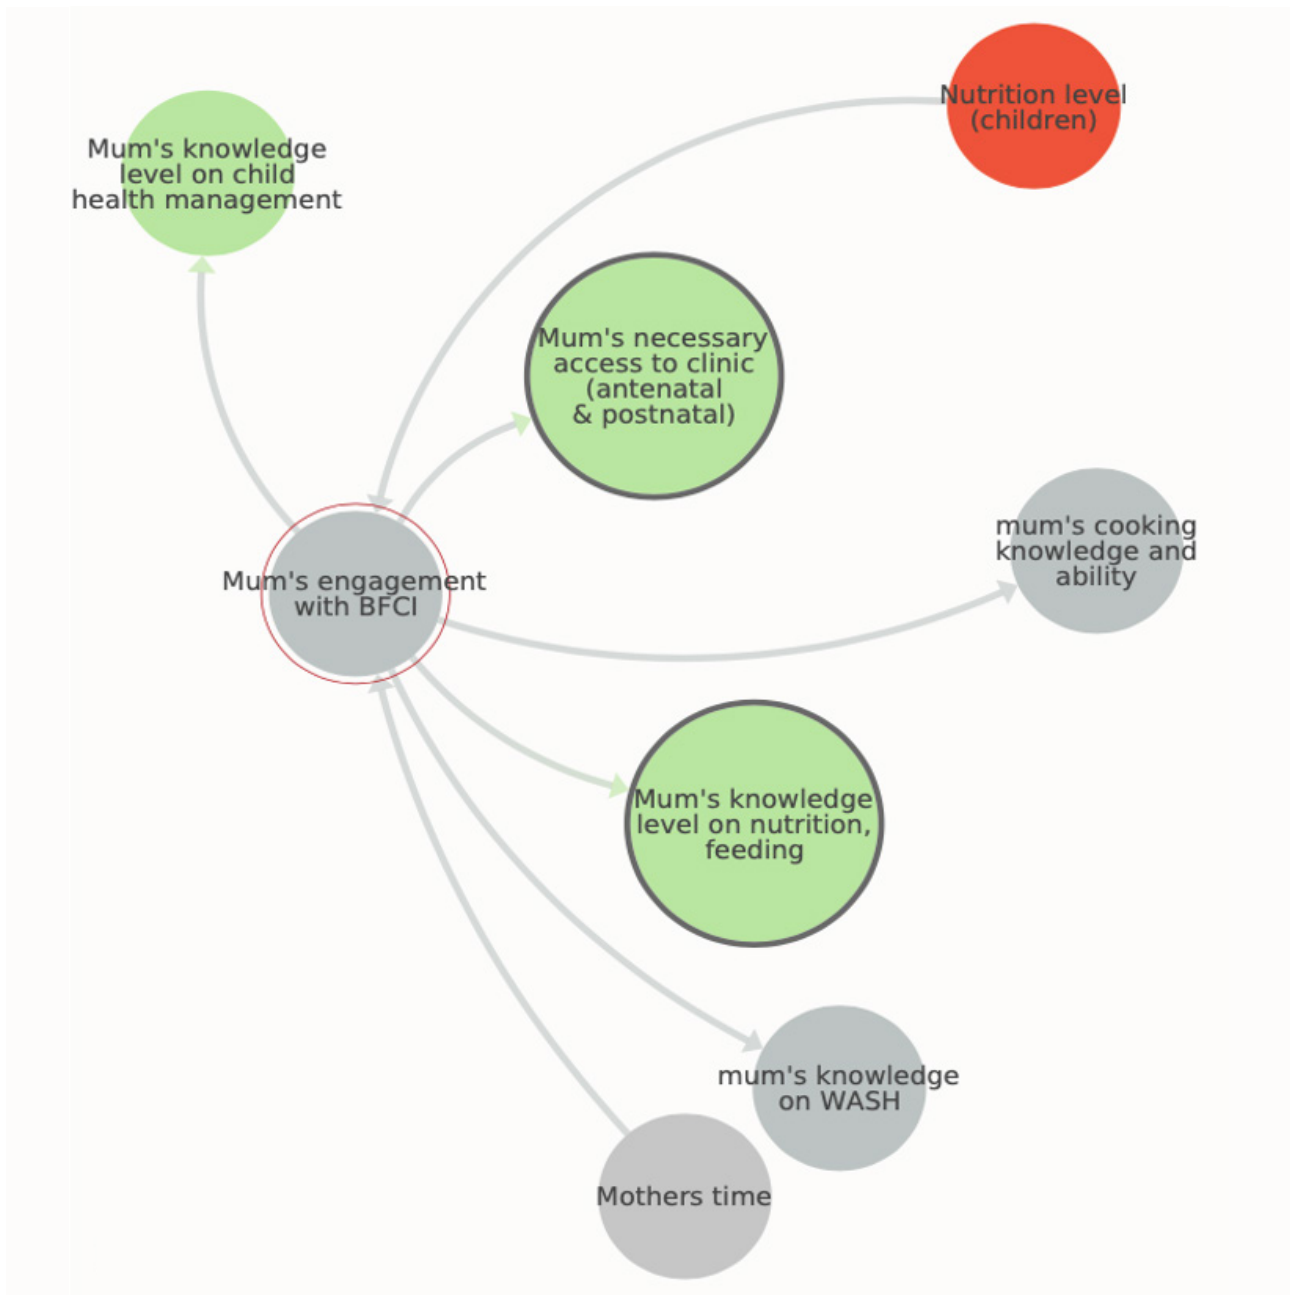 Nutrition level
(children)
Mum's knowledge
level on child
health management
Mum's necessary
access to clinic
(antenatal
& postnatal)
mum's cooking
knowledge and
ability
Mum's engagement
with BFCI
Mum's knowledge
level on nutrition,
feeding
mum's knowledge
on WASH
Mothers time